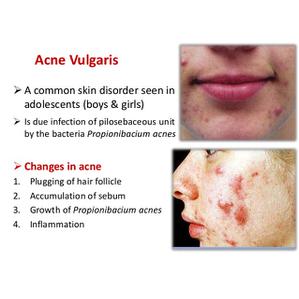 Acne Vulgaris
➢ A common skin disorder seen in
adolescents (boys & girls)
➢ Is due infection of pilosebaceous unit
by the bacteria Propionibacium acnes
➢ Changes in acne
1. Plugging of hair follicle
2. Accumulation of sebum
3. Growth of Propionibacium acnes
4. Inflammation